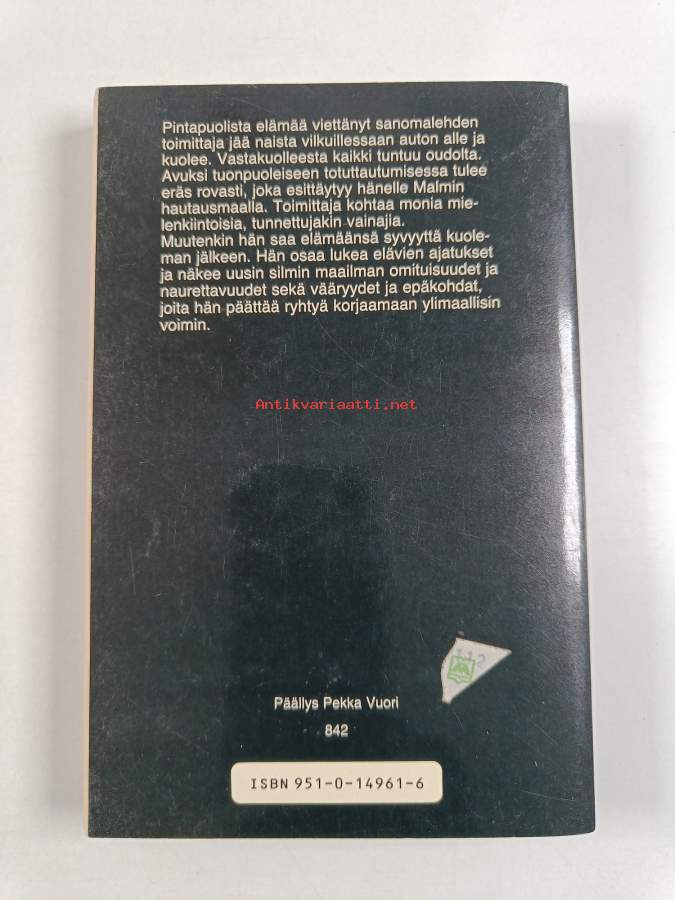 Pintapuolista elämää viettänyt sanomalehden
toimittaja jää naista vilkuillessaan auton alle ja
kuolee. Vastakuolleesta kaikki tuntuu oudolta.
Avuksi tuonpuoleiseen totuttautumisessa tulee
eräs rovasti, joka esittäytyy hänelle Malmin
hautausmaalla. Toimittaja kohtaa monia mie-
lenkiintoisia, tunnettujakin vainajia.
Muutenkin hän saa elämäänsä syvyyttä kuole-
man jälkeen. Hän osaa lukea elävien ajatukset
ja näkee uusin silmin maailman omituisuudet ja
naurettavuudet sekä vääryydet ja epäkohdat,
joita hän päättää ryhtyä korjaamaan ylimaallisin
voimin.
Antikvariaatti.net
112
Päällys Pekka Vuori
842
ISBN 951-0-14961-6